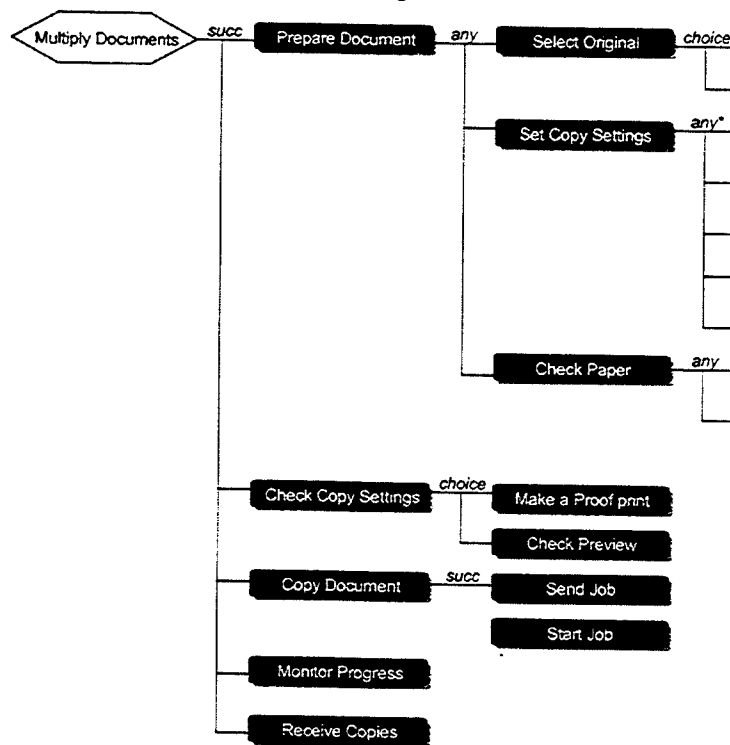 Multiply Documents
succ
Prepare Document
any
Select Original
choice
Set Copy Settings
any*
Check Paper
any
Check Copy Settings
choice
Make a Proof print
Check Preview
Copy Document
succ
Send Job
Start Job
Monitor Progress
Receive Copies